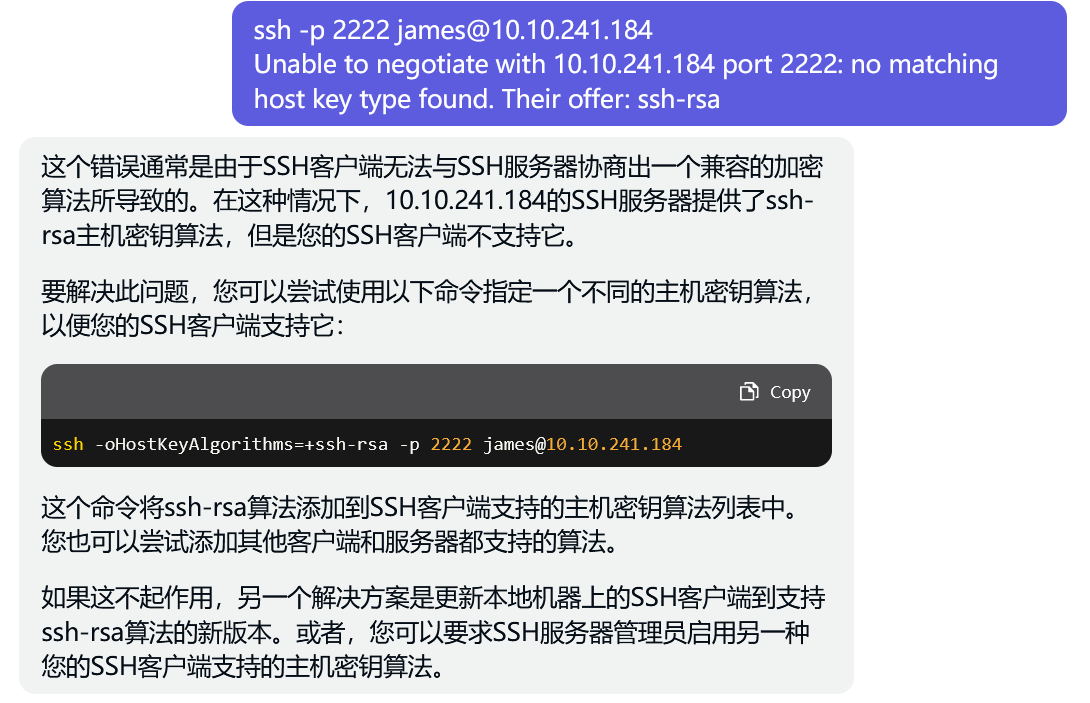 ssh -p 2222 james@10.10.241.184
Unable to negotiate with 10.10.241.184 port 2222: no matching
host key type found. Their offer: ssh-rsa
这个错误通常是由于SSH客户端无法与SSH服务器协商出一个兼容的加密
算法所导致的。在这种情况下，10.10.241.184的SSH服务器提供了ssh-
rsa主机密钥算法，但是您的SSH客户端不支持它。
要解决此问题，您可以尝试使用以下命令指定一个不同的主机密钥算法，
以便您的SSH客户端支持它：
Copy
ssh -oHostKeyAlgorithms=+ssh-rsa -p 2222 james@10.10.241.184
这个命令将ssh-rsa算法添加到SSH客户端支持的主机密钥算法列表中。
您也可以尝试添加其他客户端和服务器都支持的算法。
如果这不起作用，另一个解决方案是更新本地机器上的SSH客户端到支持
ssh-rsa算法的新版本。或者，您可以要求SSH服务器管理员启用另一种
您的SSH客户端支持的主机密钥算法。